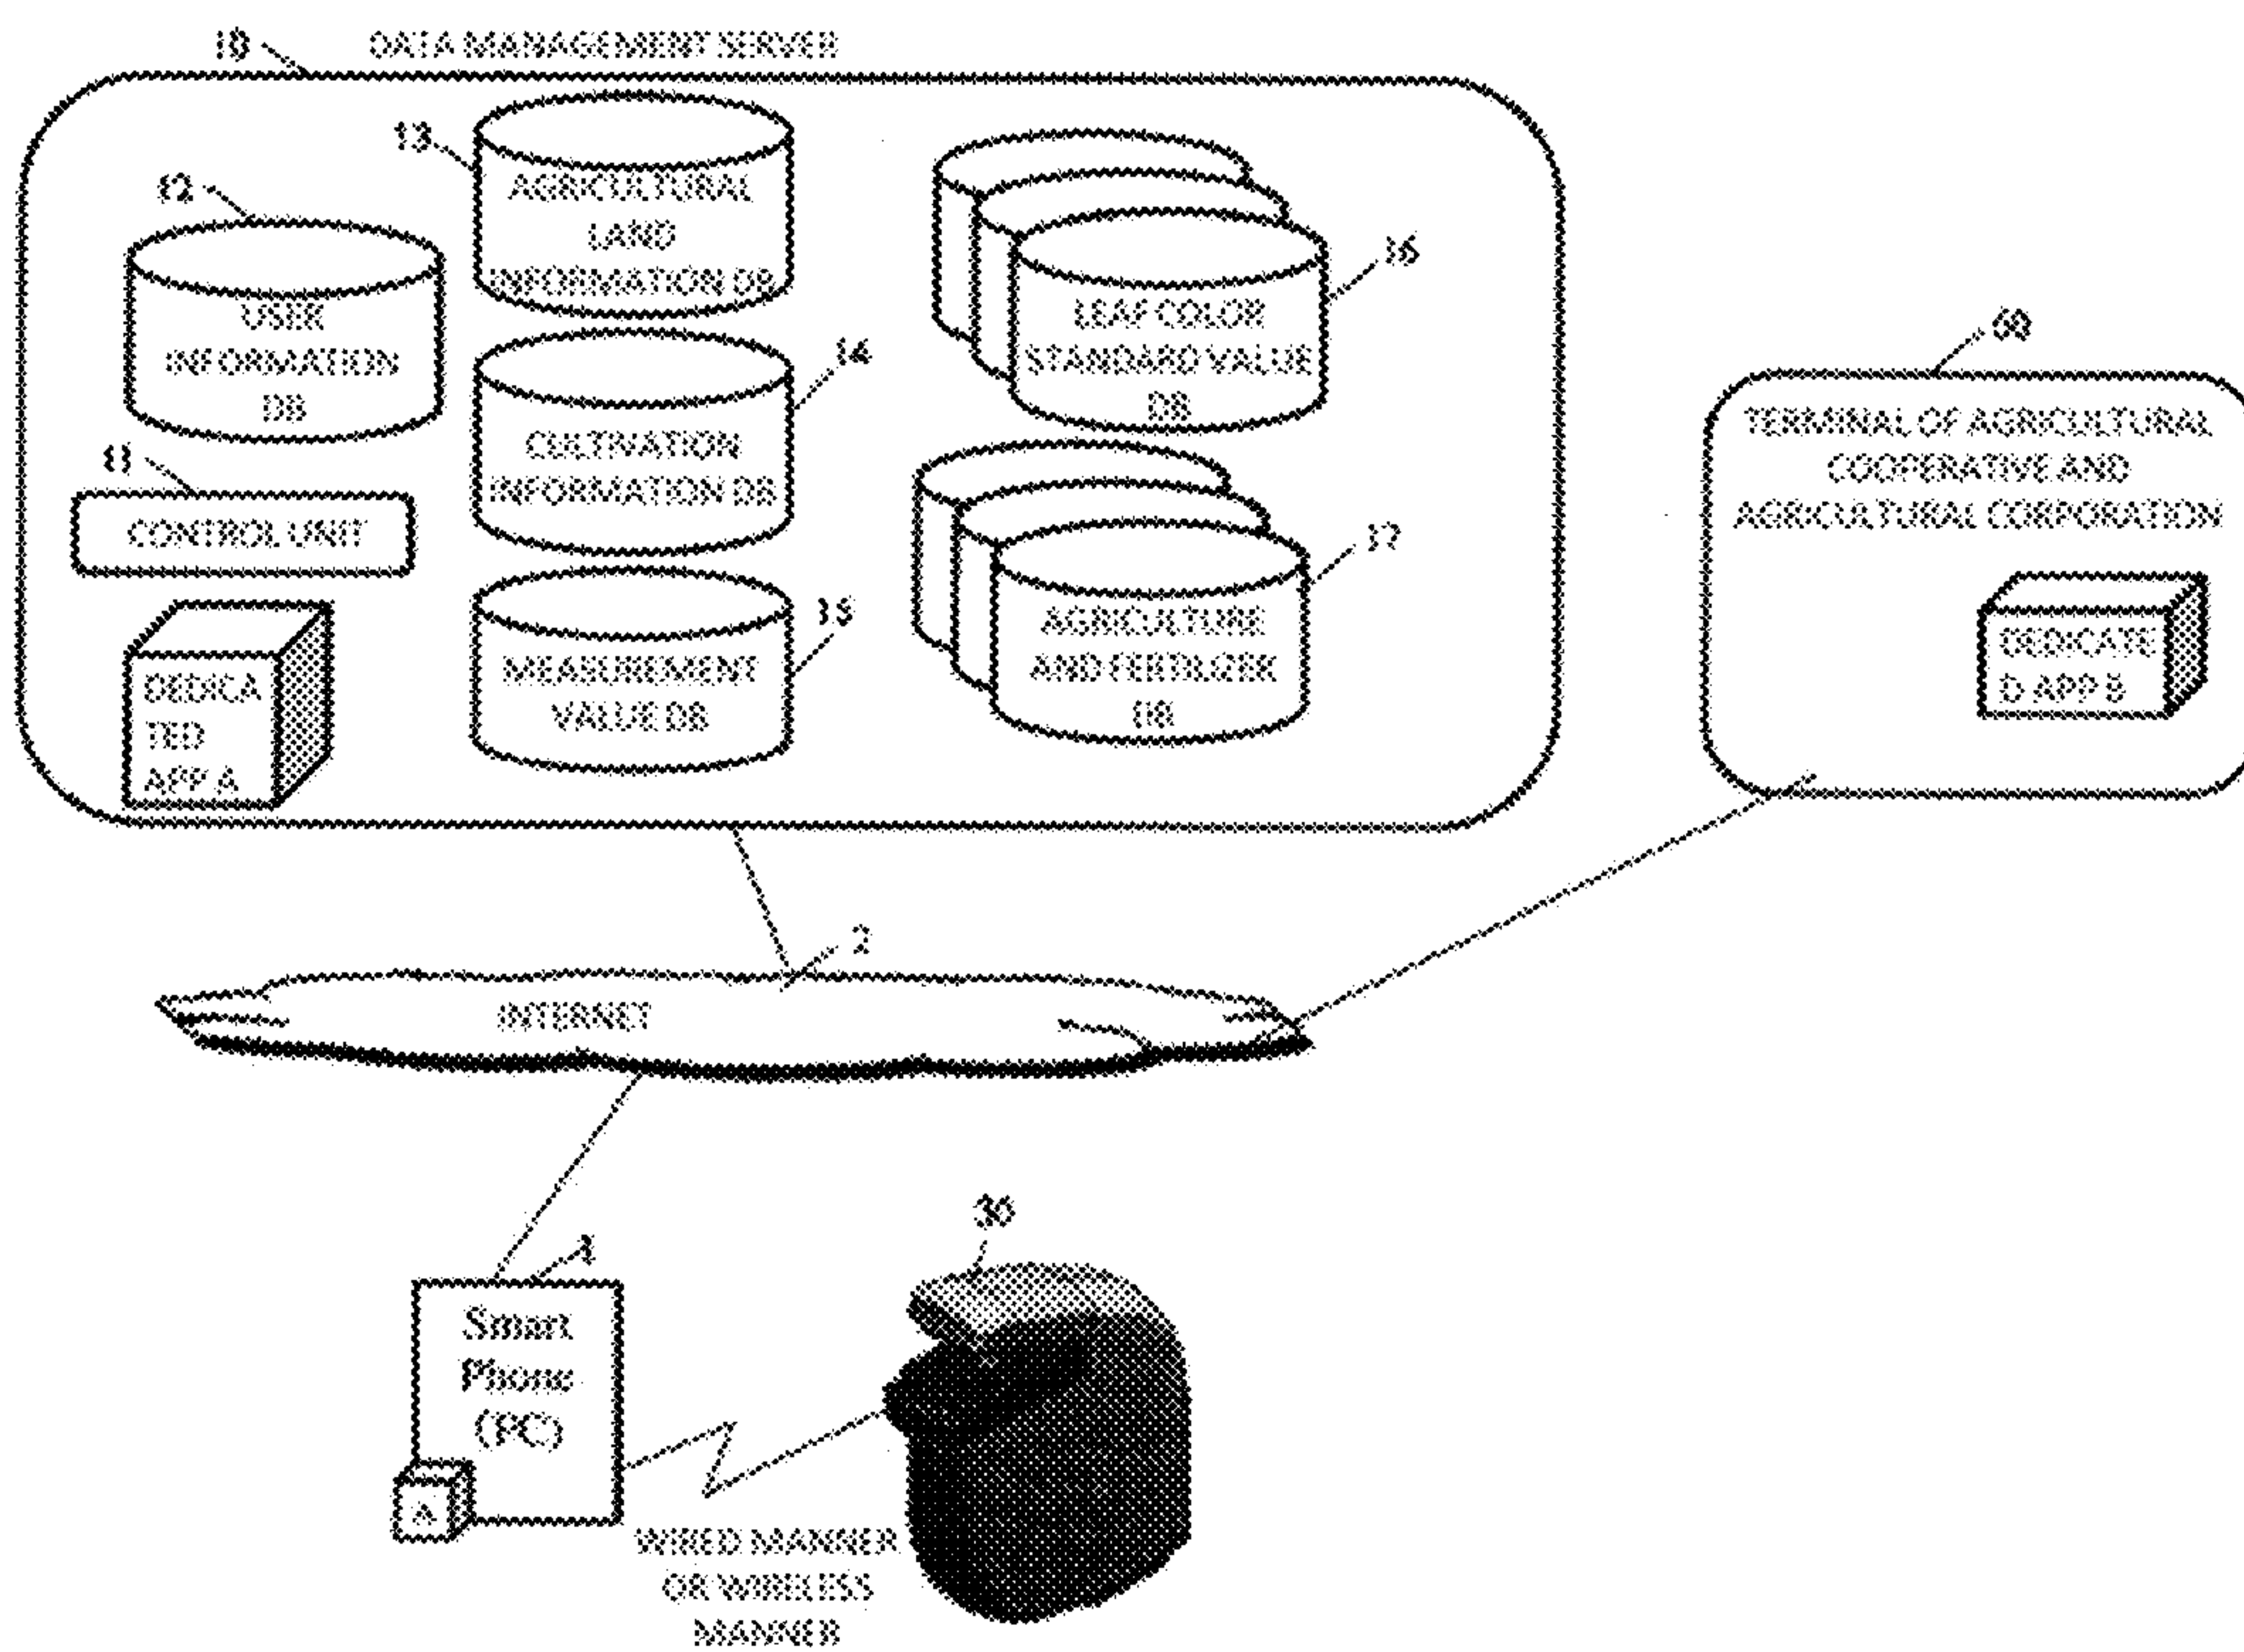 10 DATA MANAGEMENT SERVER
13
AGRICULTURAL
LAND
INFORMATION DB
12
USER
INFORMATION
DB
16
LEAF COLOR
STANDARD VALUE
DB
14
CULTIVATION
INFORMATION DB
11
CONTROL UNIT
17
AGRICULTURE
AND FERTILIZER
DB
15
MEASUREMENT
VALUE DB
DEDICA
TED
APP. A
60
TERMINAL OF AGRICULTURAL
COOPERATIVE AND
AGRICULTURAL CORPORATION
DEDICATE
D APP B
2
INTERNET
Smart
Phone
(PC)
A
30
WIRED MANNER
OR WIRELESS
MANNER